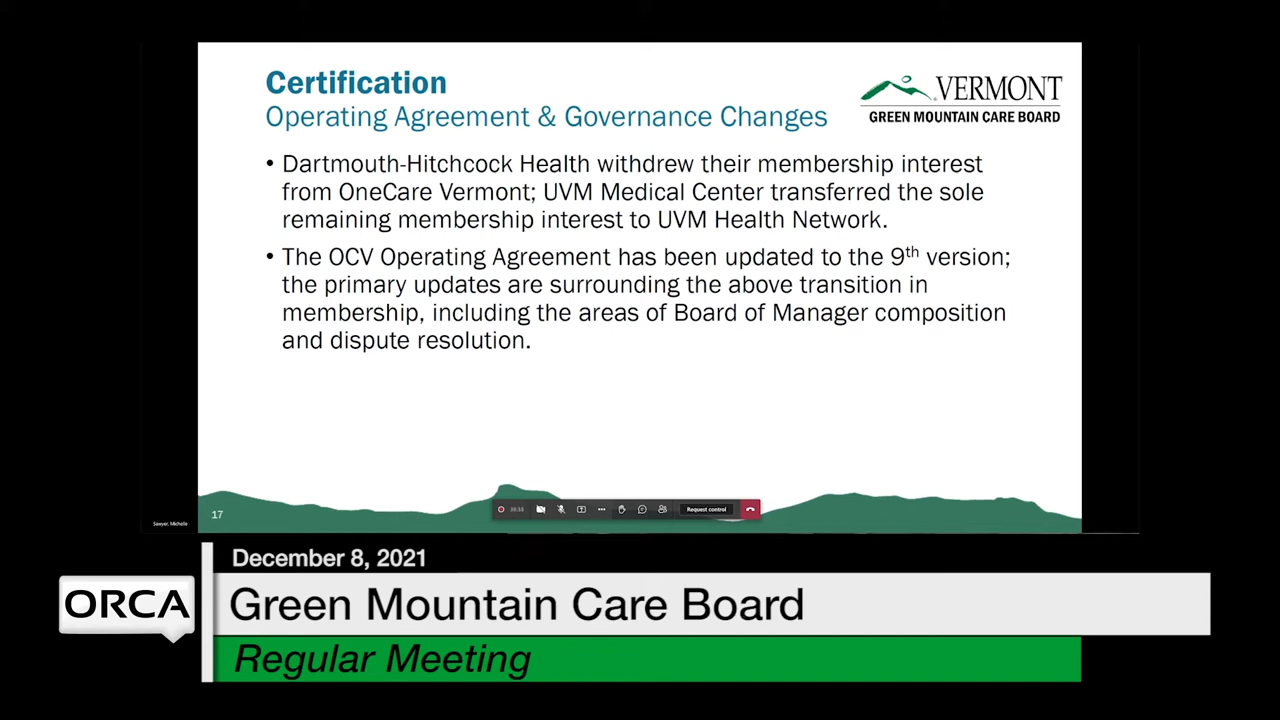 Certification
Operating Agreement & Governance Changes
VERMONT
GREEN MOUNTAIN CARE BOARD
• Dartmouth-Hitchcock Health withdrew their membership interest
from OneCare Vermont; UVM Medical Center transferred the sole
remaining membership interest to UVM Health Network.
• The OCV Operating Agreement has been updated to the 9th version;
the primary updates are surrounding the above transition in
membership, including the areas of Board of Manager composition
and dispute resolution.
17
Request control
Sawyer, Michelle
December 8, 2021
ORCA
Green Mountain Care Board
Regular Meeting